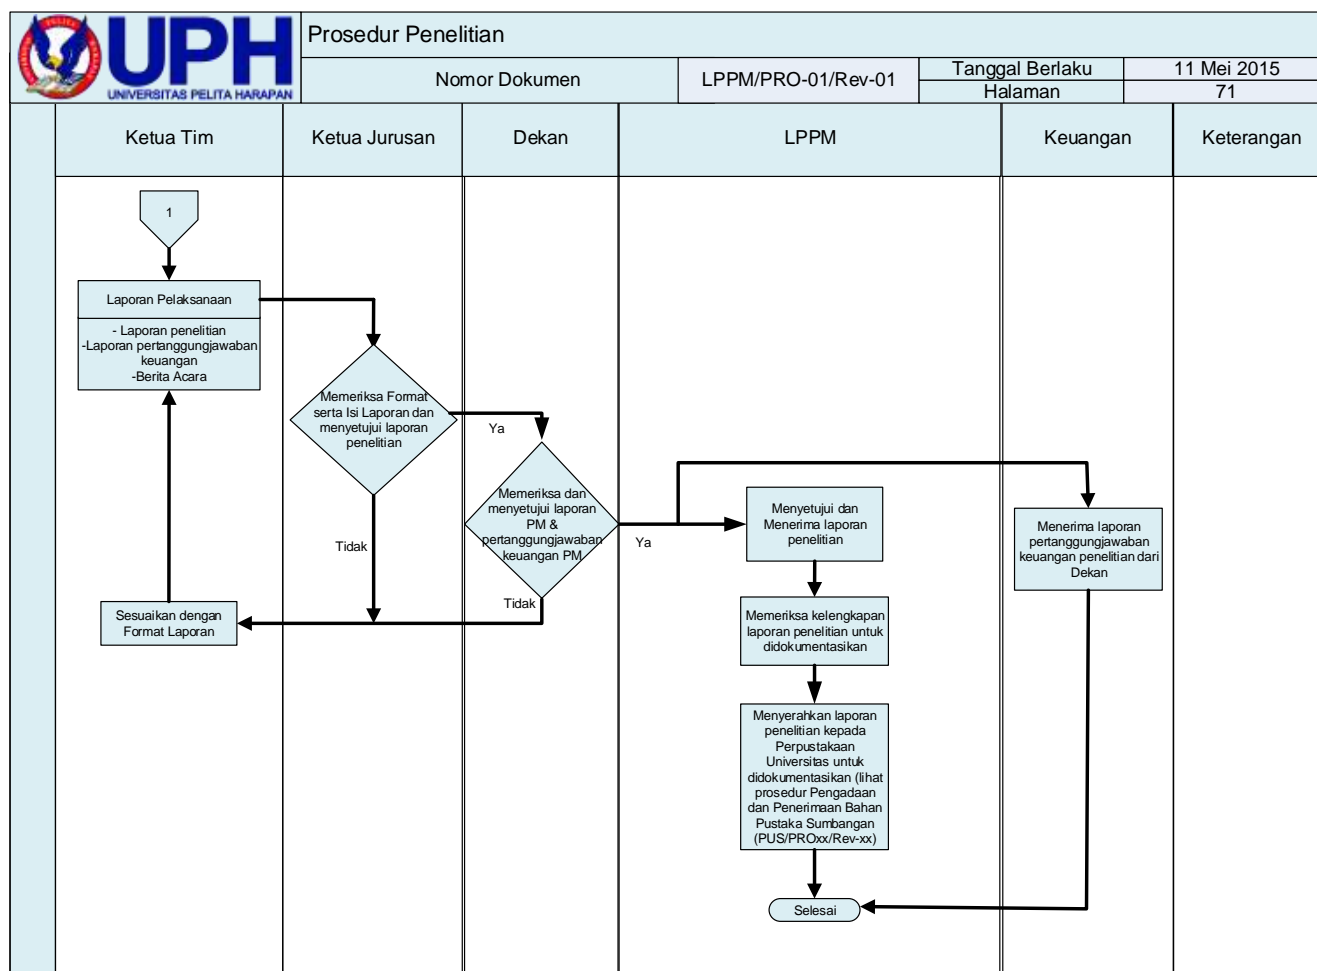 UPH
UNIVERSITAS PELITA HARAPAN
Prosedur Penelitian
Nomor Dokumen
LPPM/PRO-01/Rev-01
Tanggal Berlaku
11 Mei 2015
Halaman
71
Ketua Tim
Ketua Jurusan
Dekan
LPPM
Keuangan
Keterangan
1
Laporan Pelaksanaan
- Laporan penelitian
-Laporan pertanggungjawaban
keuangan
-Berita Acara
Memeriksa Format
serta Isi Laporan dan
menyetujui laporan
penelitian
Ya
Tidak
Memeriksa dan
menyetujui laporan
PM &
pertanggungjawaban
keuangan PM
Ya
Tidak
Sesuaikan dengan
Format Laporan
Menyetujui dan
Menerima laporan
penelitian
Menerima laporan
pertanggungjawaban
keuangan penelitian dari
Dekan
Memeriksa kelengkapan
laporan penelitian untuk
didokumentasikan
Menyerahkan laporan
penelitian kepada
Perpustakaan
Universitas untuk
didokumentasikan (lihat
prosedur Pengadaan
dan Penerimaan Bahan
Pustaka Sumbangan
(PUS/PROxx/Rev-xx)
Selesai